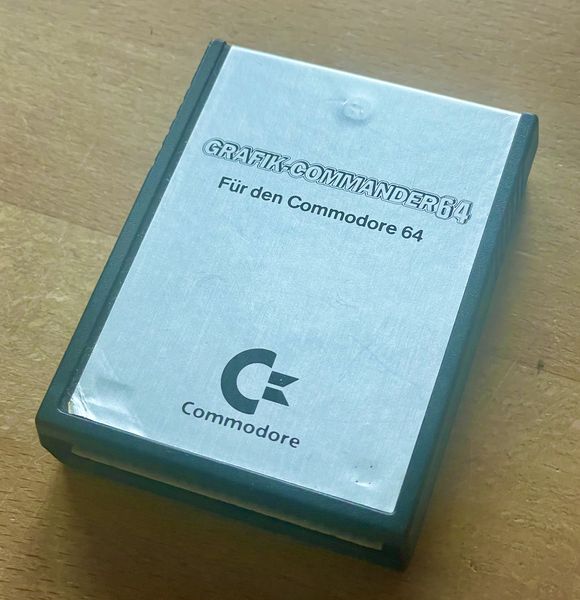 GRAFIK-COMMANDER64
Für den Commodore 64
Commodore